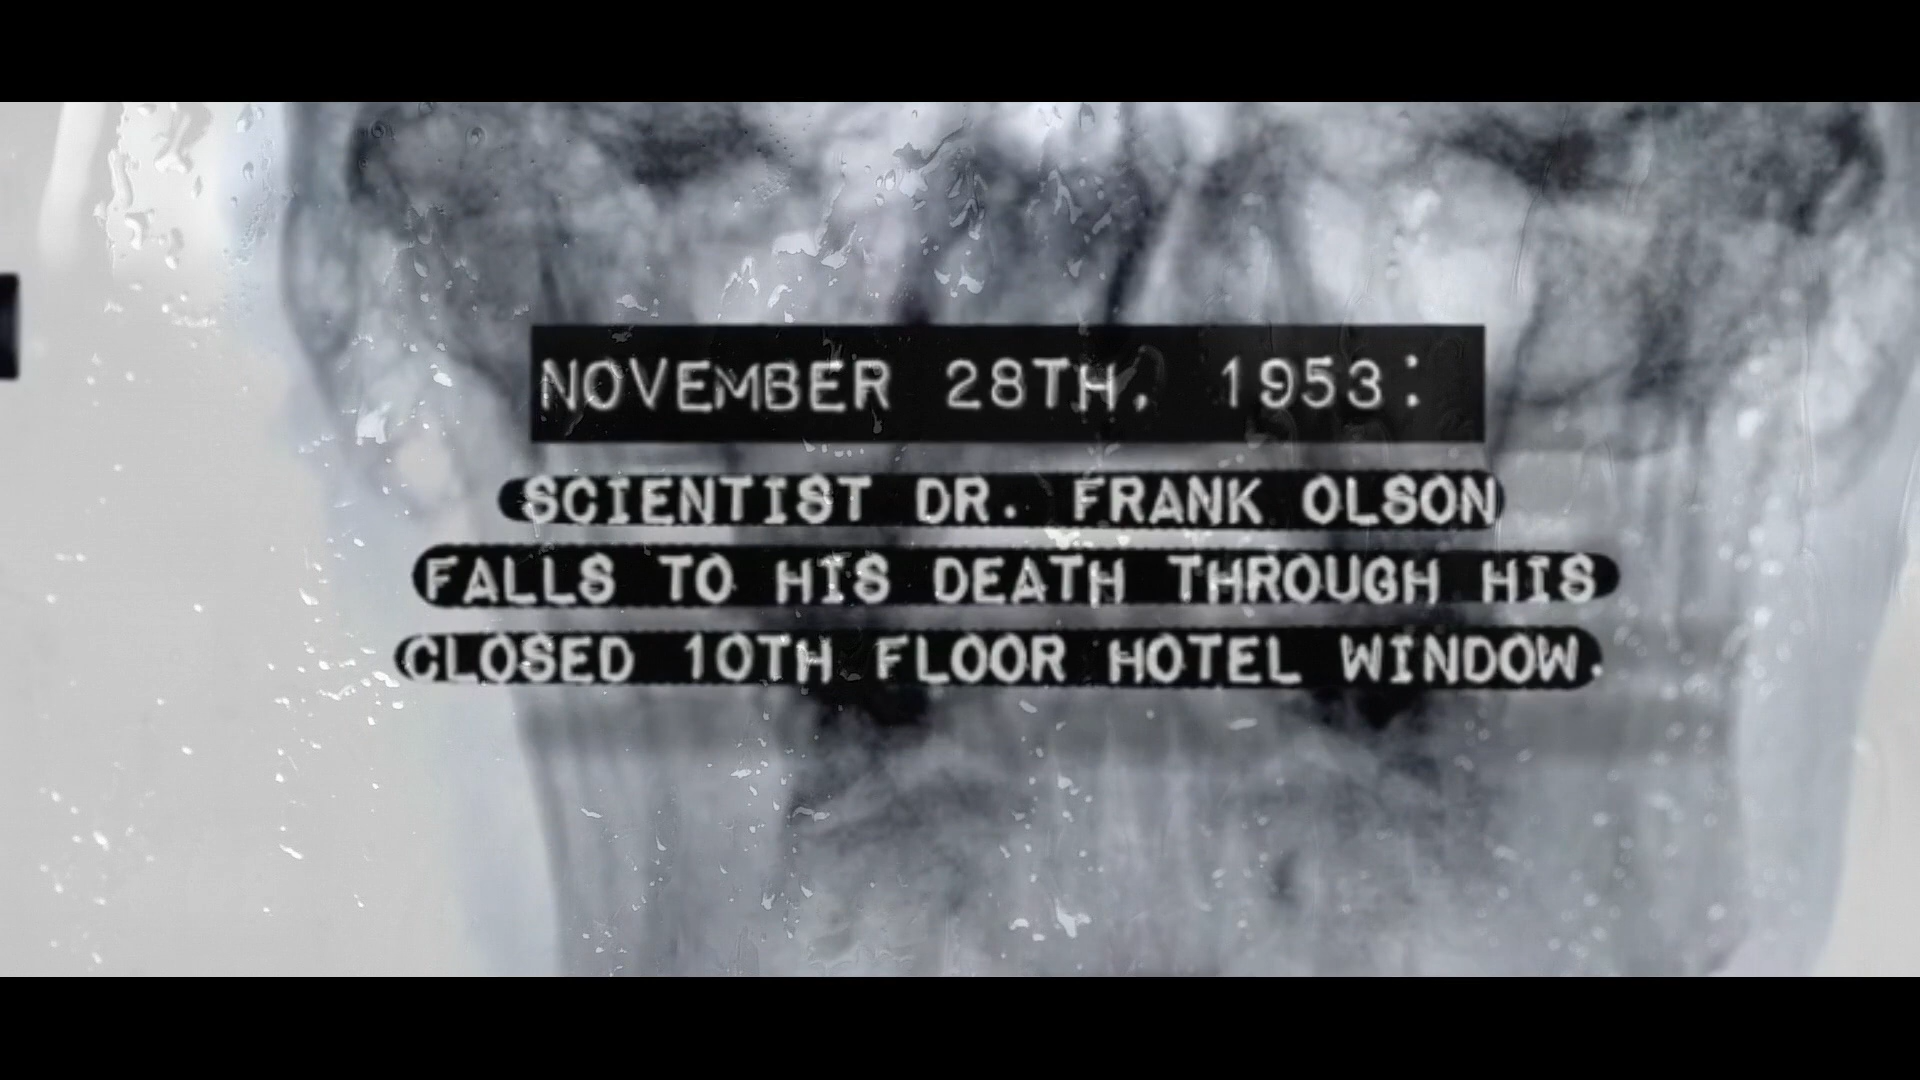 NOVEMBER 28TH, 1953:
SCIENTIST DR. FRANK OLSON
FALLS TO HIS DEATH THROUGH HIS
CLOSED 10TH FLOOR HOTEL WINDOW.